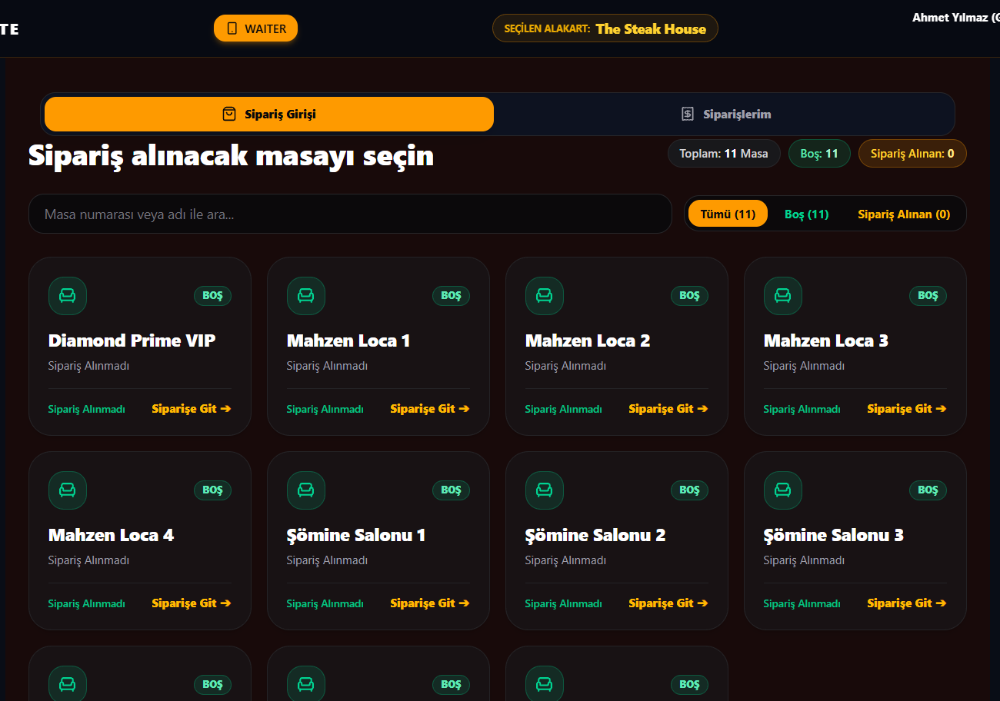 TE
WAITER
SEÇİLEN ALAKART: The Steak House
Ahmet Yılmaz (
Sipariş Girişi
Siparişlerim
Sipariş alınacak masayı seçin
Toplam: 11 Masa
Boş: 11
Sipariş Alınan: 0
Masa numarası veya adı ile ara...
Tümü (11)
Boş (11)
Sipariş Alınan (0)
BOŞ
BOŞ
BOŞ
BOŞ
Diamond Prime VIP
Mahzen Loca 1
Mahzen Loca 2
Mahzen Loca 3
Sipariş Alınmadı
Sipariş Alınmadı
Sipariş Alınmadı
Sipariş Alınmadı
Sipariş Alınmadı
Siparişe Git ➔
Sipariş Alınmadı
Siparişe Git ➔
Sipariş Alınmadı
Siparişe Git ➔
Sipariş Alınmadı
Siparişe Git ➔
BOŞ
BOŞ
BOŞ
BOŞ
Mahzen Loca 4
Şömine Salonu 1
Şömine Salonu 2
Şömine Salonu 3
Sipariş Alınmadı
Sipariş Alınmadı
Sipariş Alınmadı
Sipariş Alınmadı
Sipariş Alınmadı
Siparişe Git ➔
Sipariş Alınmadı
Siparişe Git ➔
Sipariş Alınmadı
Siparişe Git ➔
Sipariş Alınmadı
Siparişe Git ➔
BOŞ
BOŞ
BOŞ